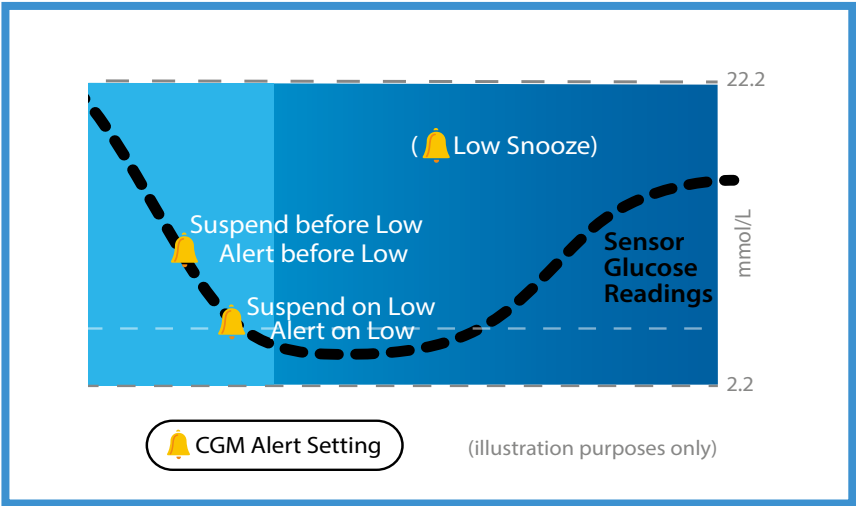 22.2
( Low Snooze)
Suspend before Low
Alert before Low
Sensor
Glucose
Readings
mmol/L
Suspend on Low
Alert on Low
2.2
CGM Alert Setting
(illustration purposes only)